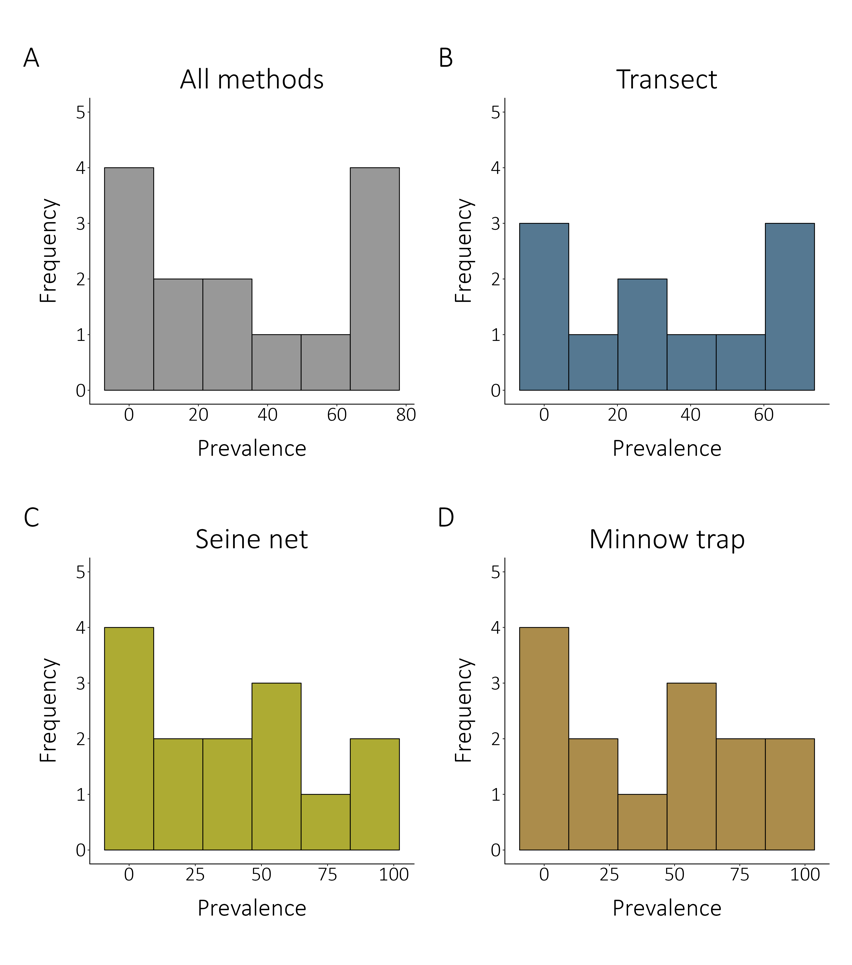 A
All methods
5
4
3
2
1
0
Frequency
0 20 40 60 80
Prevalence
B
Transect
5
4
3
2
1
0
Frequency
0 20 40 60
Prevalence
C
Seine net
5
4
3
2
1
0
Frequency
0 25 50 75 100
Prevalence
D
Minnow trap
5
4
3
2
1
0
Frequency
0 25 50 75 100
Prevalence